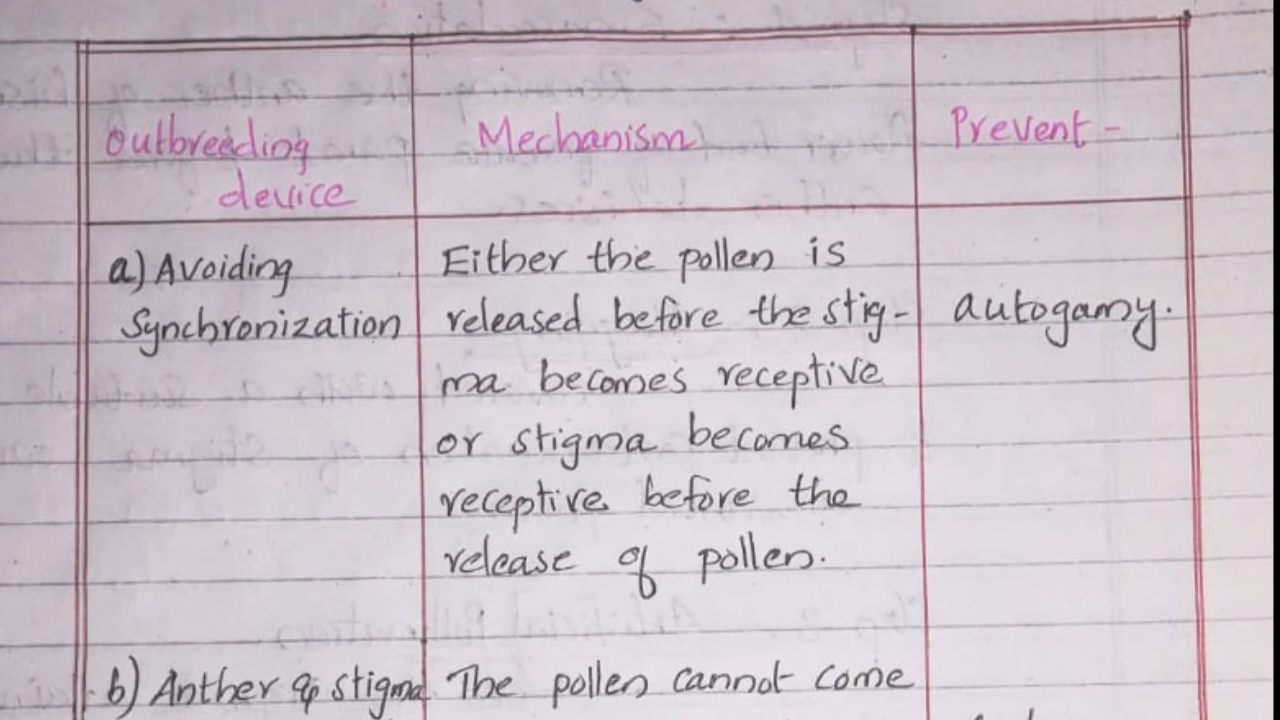 Outbreeding device
Mechanism
Prevent -
a) Avoiding
Synchronization
Either the pollen is
released before the stig-
ma becomes receptive
or stigma becomes
receptive before the
release of pollen.
autogamy.
b) Anther & stigma
The pollen cannot come